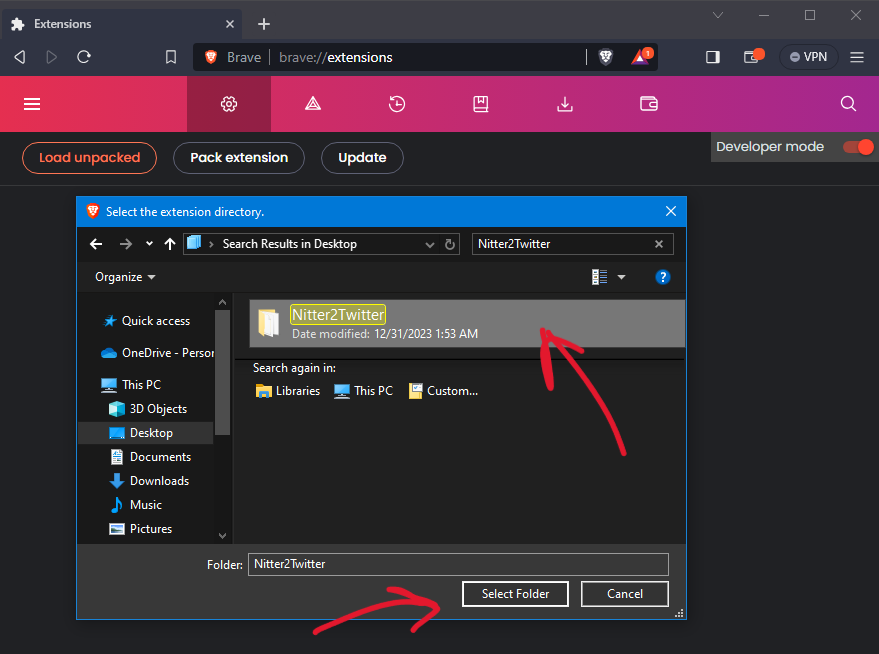 Extensions
Brave brave://extensions 1 VPN
Load unpacked Pack extension Update Developer mode
Select the extension directory.
Search Results in Desktop Nitter2Twitter
Organize ?
Quick access
OneDrive - Person
This PC
3D Objects
Desktop
Documents
Downloads
Music
Pictures
Nitter2Twitter
Date modified: 12/31/2023 1:53 AM
Search again in:
Libraries This PC Custom...
Folder: Nitter2Twitter
Select Folder Cancel